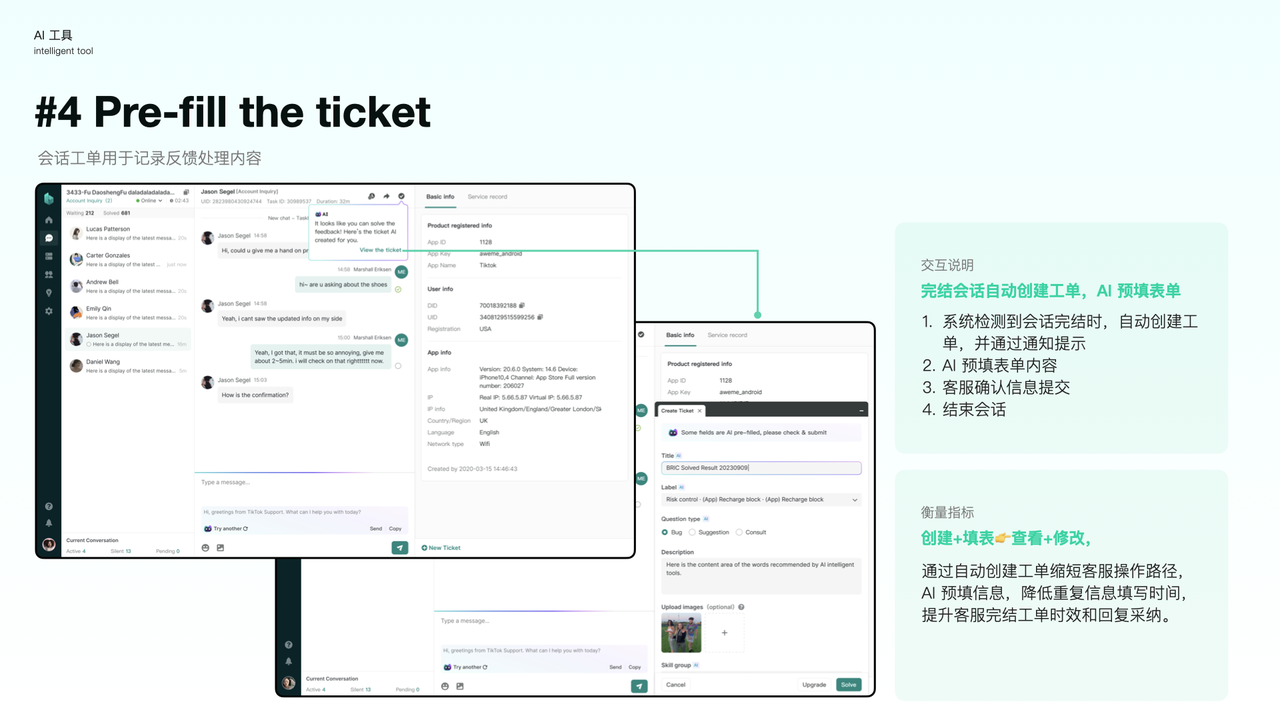 AI 工具
intelligent tool
#4 Pre-fill the ticket
会话工单用于记录反馈处理内容
3433-Fu DaoshengFu daladaladalada...
Account Inquiry (2)
Online
02:43
Waiting 212 Solved 681
Lucas Patterson
Here is a display of the latest messa... 20s
Carter Gonzales
Here is a display of the latest ... just now
Andrew Bell
Here is a display of the latest messa... 23s
Emily Qin
Here is a display of the latest messa...
Jason Segel
Here is a display of the latest me...
Daniel Wang
Here is a display of the latest messa...
Current Conversation
Active 4 Silent 13 Pending 0
Jason Segel [Account Inquiry]
UID: 2823980430924744 Task ID: 30989537 Duration: 32m
New chat – Task
AI
It looks like you can solve the feedback! Here's the ticket AI created for you.
View the ticket
Jason Segel 14:58
Hi, could u give me a hand on pr
14:58 Marshall Eriksen
ME
Hi~ are u asking about the shoes
Jason Segel 14:58
Yeah, i cant saw the updated info on my side
15:00 Marshall Eriksen
ME
Yeah, I got that, it must be so annoying, give me
about 2~5min. i will check on that rightttttt now.
Jason Segel 15:03
How is the confirmation?
Type a message...
Hi, greetings from TikTok Support. What can I help you with today?
Try another
Send Copy
Basic info Service record
Product registered info
App ID 1128
App Key aweme_android
App Name Tiktok
User info
DID 70018392188
UID 3408129515599256
Registration USA
App info
App info Version: 20.6.0 System: 14.6 Device:
iPhone10,4 Channel: App Store Full version
number: 206027
IP Real IP: 5.66.5.87 Virtual IP: 5.66.5.87
IP info United Kingdom/England/Greater London/Sk
Country/Region UK
Language English
Network type Wifi
Created by 2020-03-15 14:46:43
New Ticket
Basic info Service record
Product registered info
App ID 1128
App Key aweme_android
ME
ME
Create Ticket
Some fields are AI pre-filled, please check & submit
Title AI
BRIC Solved Result 20230909
Label AI
Risk control · (App) Recharge block · (App) Recharge block
Question type AI
Bug Suggestion Consult
Description
Here is the content area of the words recommended by AI intelligent
tools.
Upload images (optional)
Skill group AI
Cancel Upgrade Solve
Type a message...
Hi, greetings from TikTok Support. What can I help you with today?
Try another
Send Copy
Current Conversation
Active 4 Silent 13 Pending 0
交互说明
完结会话自动创建工单，AI 预填表单
1. 系统检测到会话完结时，自动创建工
单，并通过通知提示
2. AI 预填表单内容
3. 客服确认信息提交
4. 结束会话
衡量指标
创建+填表👉查看+修改，
通过自动创建工单缩短客服操作路径，
AI 预填信息，降低重复信息填写时间，
提升客服完结工单时效和回复采纳。